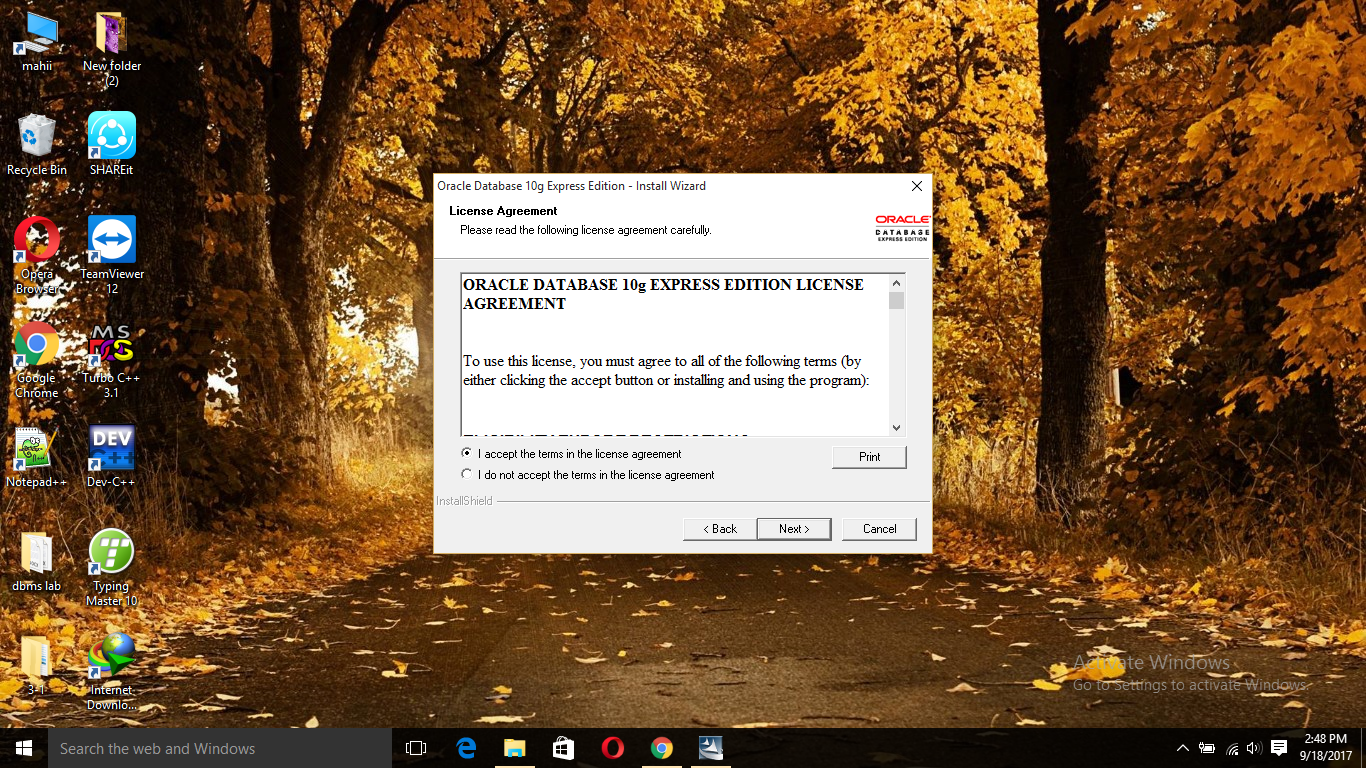 mahii
New folder
(2)
Recycle Bin
SHAREit
Opera
Browser
TeamViewer
12
Google
Chrome
MS
Turbo C++
3.1
Notepad++
DEV
C++
Dev-C++
dbms lab
Typing
Master 10
3-1
Internet
Downlo...
Oracle Database 10g Express Edition - Install Wizard
License Agreement
Please read the following license agreement carefully.
ORACLE
DATABASE
EXPRESS EDITION
ORACLE DATABASE 10g EXPRESS EDITION LICENSE
AGREEMENT
To use this license, you must agree to all of the following terms (by
either clicking the accept button or installing and using the program):
I accept the terms in the license agreement
Print
I do not accept the terms in the license agreement
InstallShield
< Back
Next >
Cancel
Activate Windows
Go to Settings to activate Windows.
Search the web and Windows
2:48 PM
9/18/2017